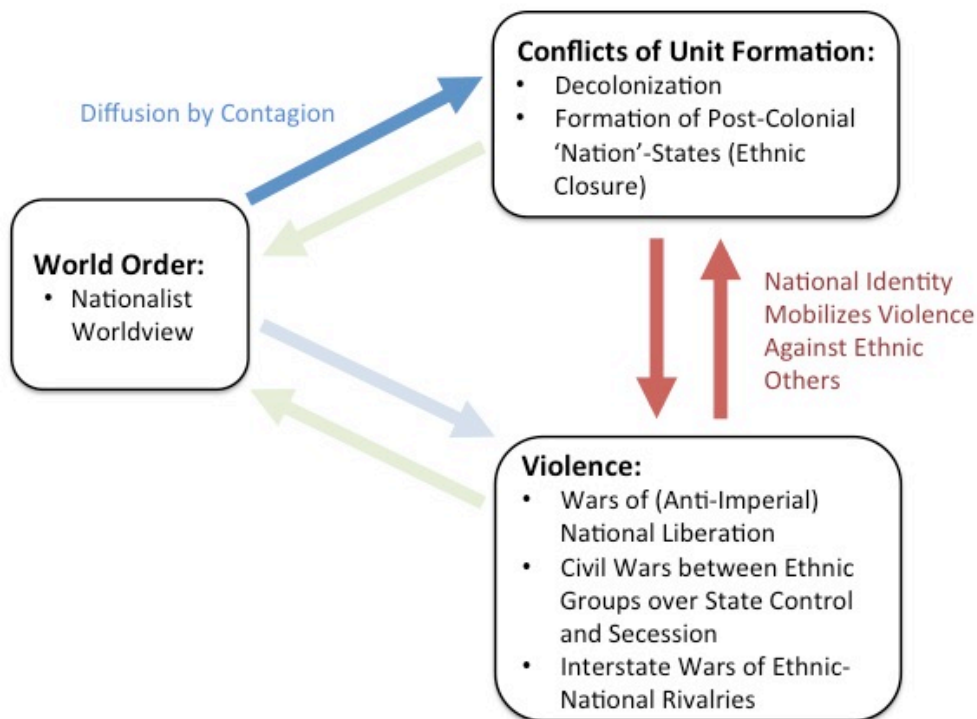 Conflicts of Unit Formation:
• Decolonization
• Formation of Post-Colonial
'Nation'-States (Ethnic
Closure)
Diffusion by Contagion
World Order:
• Nationalist
Worldview
National Identity
Mobilizes Violence
Against Ethnic
Others
Violence:
• Wars of (Anti-Imperial)
National Liberation
• Civil Wars between Ethnic
Groups over State Control
and Secession
• Interstate Wars of Ethnic-
National Rivalries